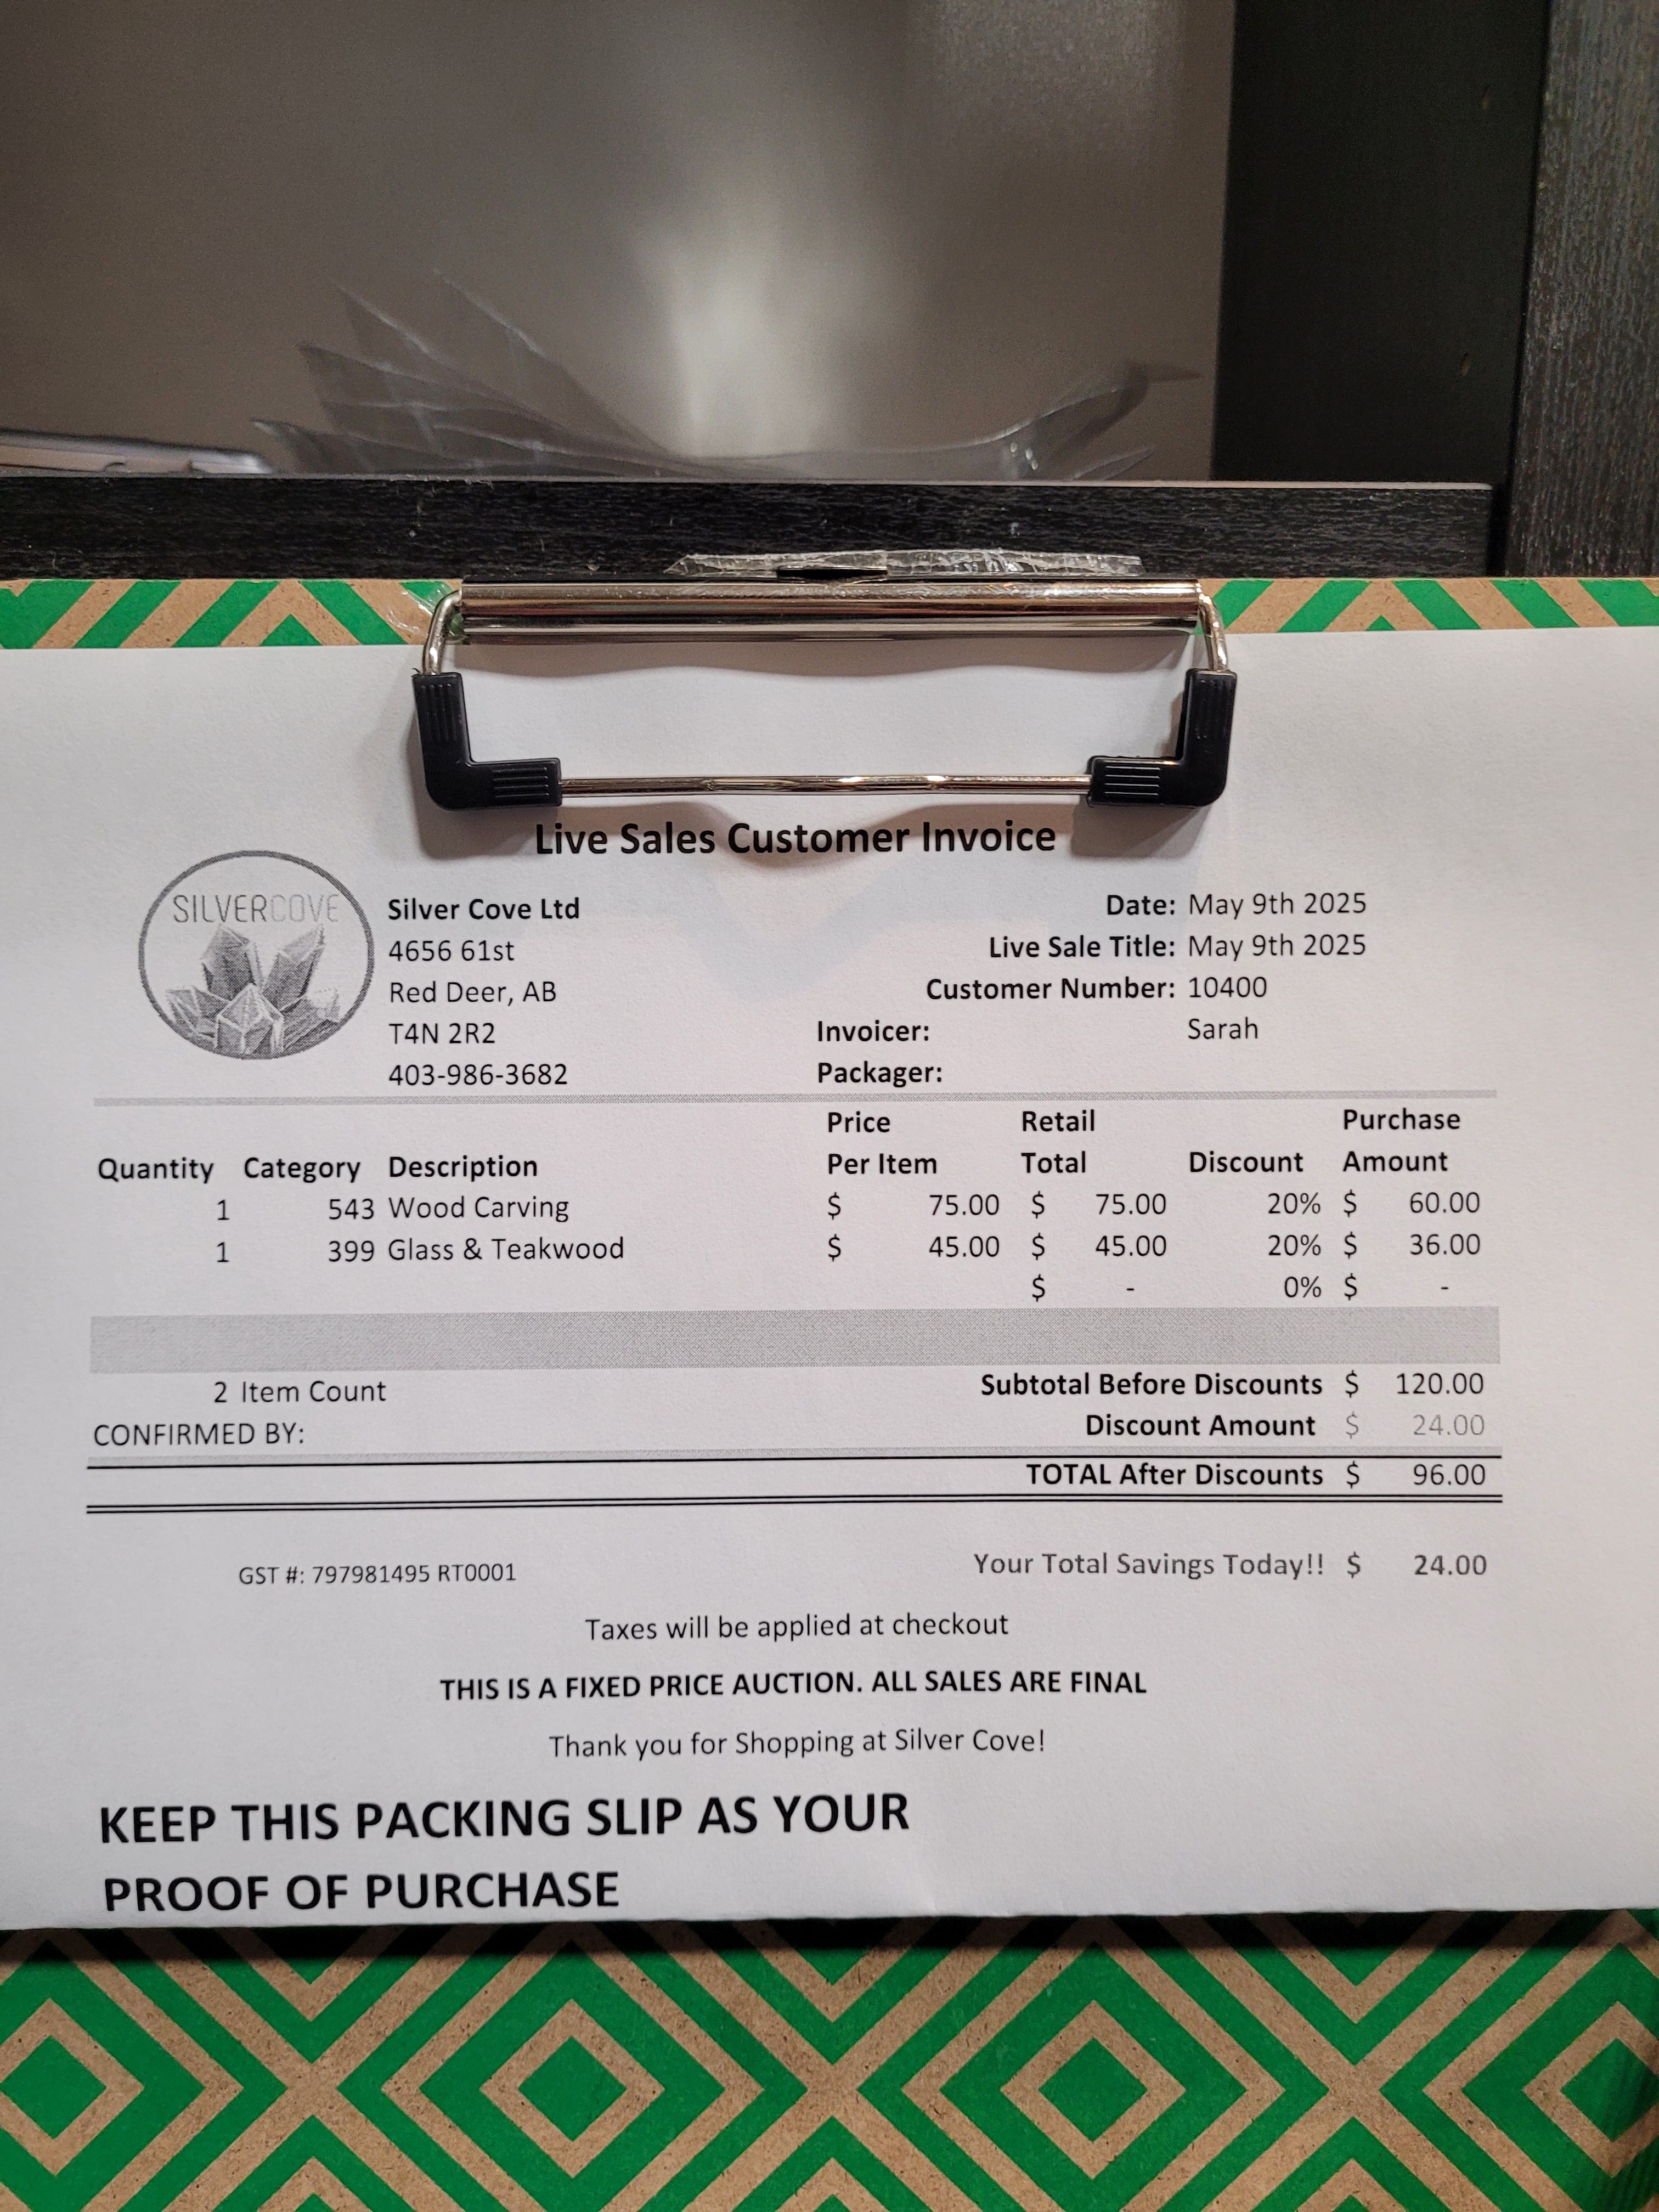 Live Sales Customer Invoice
SILVERCOVE
Silver Cove Ltd
4656 61st
Red Deer, AB
T4N 2R2
403-986-3682
Date: May 9th 2025
Live Sale Title: May 9th 2025
Customer Number: 10400
Invoicer: Sarah
Packager:
Quantity Category Description Price Per Item Retail Total Discount Purchase Amount
1 543 Wood Carving $ 75.00 $ 75.00 20% $ 60.00
1 399 Glass & Teakwood $ 45.00 $ 45.00 20% $ 36.00
$ - 0% $ -
2 Item Count Subtotal Before Discounts $ 120.00
CONFIRMED BY: Discount Amount $ 24.00
TOTAL After Discounts $ 96.00
GST #: 797981495 RT0001 Your Total Savings Today!! $ 24.00
Taxes will be applied at checkout
THIS IS A FIXED PRICE AUCTION. ALL SALES ARE FINAL
Thank you for Shopping at Silver Cove!
KEEP THIS PACKING SLIP AS YOUR
PROOF OF PURCHASE